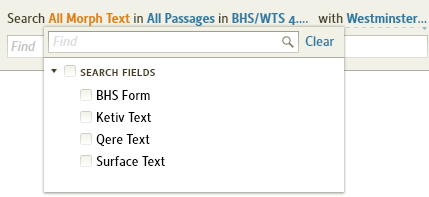 Search All Morph Text in All Passages in BHS/WTS 4.... with Westminster...
Find
Find Clear
SEARCH FIELDS
BHS Form
Ketiv Text
Qere Text
Surface Text